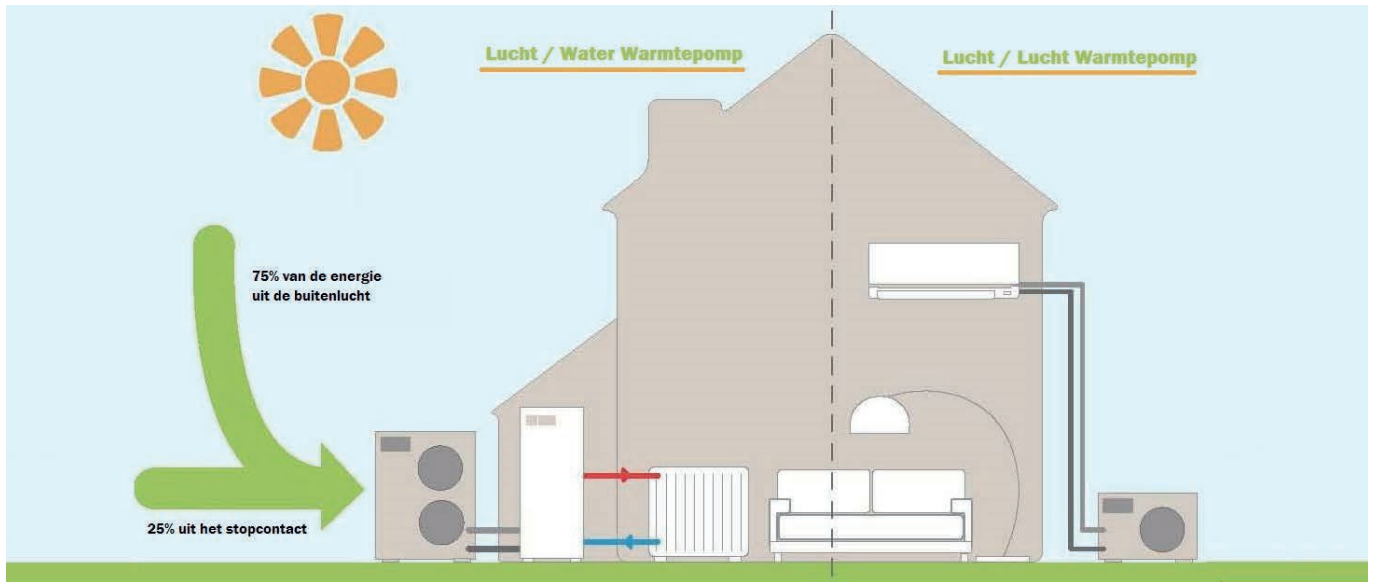 Lucht / Water Warmtepomp
Lucht / Lucht Warmtepomp
75% van de energie
uit de buitenlucht
25% uit het stopcontact